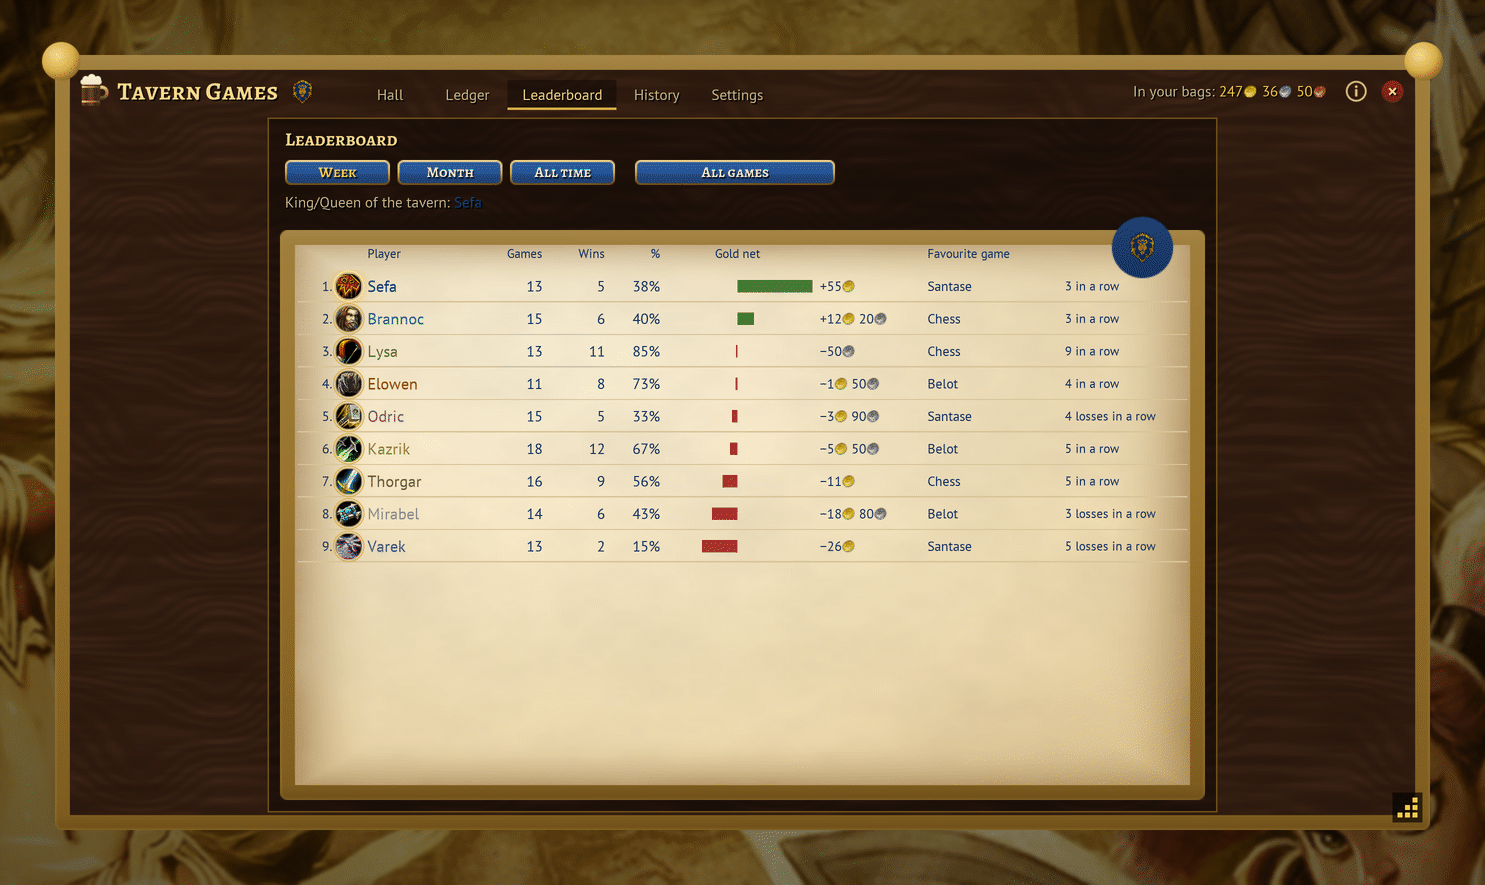 Tavern Games Hall Ledger Leaderboard History Settings In your bags: 247 36 50
Leaderboard
Week Month All time All games
King/Queen of the tavern: Sefa
Player Games Wins % Gold net Favourite game
1. Sefa 13 5 38% +55 Santase 3 in a row
2. Brannoc 15 6 40% +12 20 Chess 3 in a row
3. Lysa 13 11 85% −50 Chess 9 in a row
4. Elowen 11 8 73% −1 50 Belot 4 in a row
5. Odric 15 5 33% −3 90 Santase 4 losses in a row
6. Kazrik 18 12 67% −5 50 Belot 5 in a row
7. Thorgar 16 9 56% −11 Chess 5 in a row
8. Mirabel 14 6 43% −18 80 Belot 3 losses in a row
9. Varek 13 2 15% −26 Santase 5 losses in a row